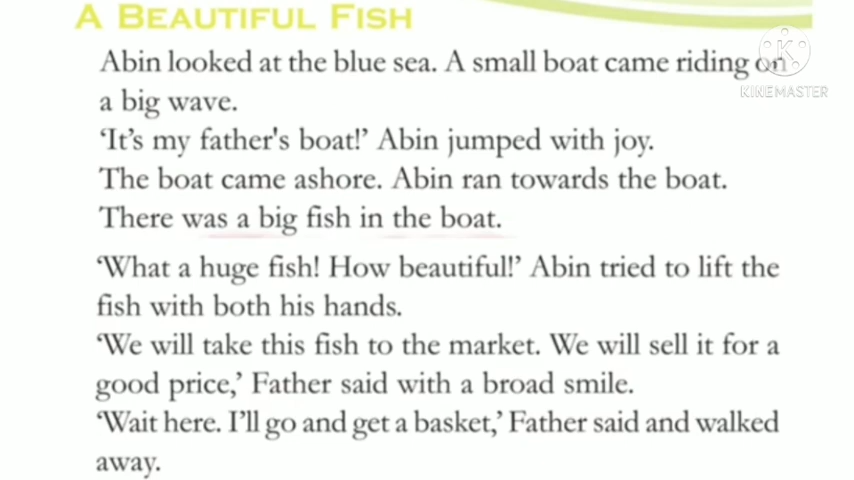 A BEAUTIFUL FISH
Abin looked at the blue sea. A small boat came riding on
a big wave.
‘It’s my father's boat!’ Abin jumped with joy.
The boat came ashore. Abin ran towards the boat.
There was a big fish in the boat.
‘What a huge fish! How beautiful!’ Abin tried to lift the
fish with both his hands.
‘We will take this fish to the market. We will sell it for a
good price,’ Father said with a broad smile.
‘Wait here. I’ll go and get a basket,’ Father said and walked
away.
K
KINEMASTER